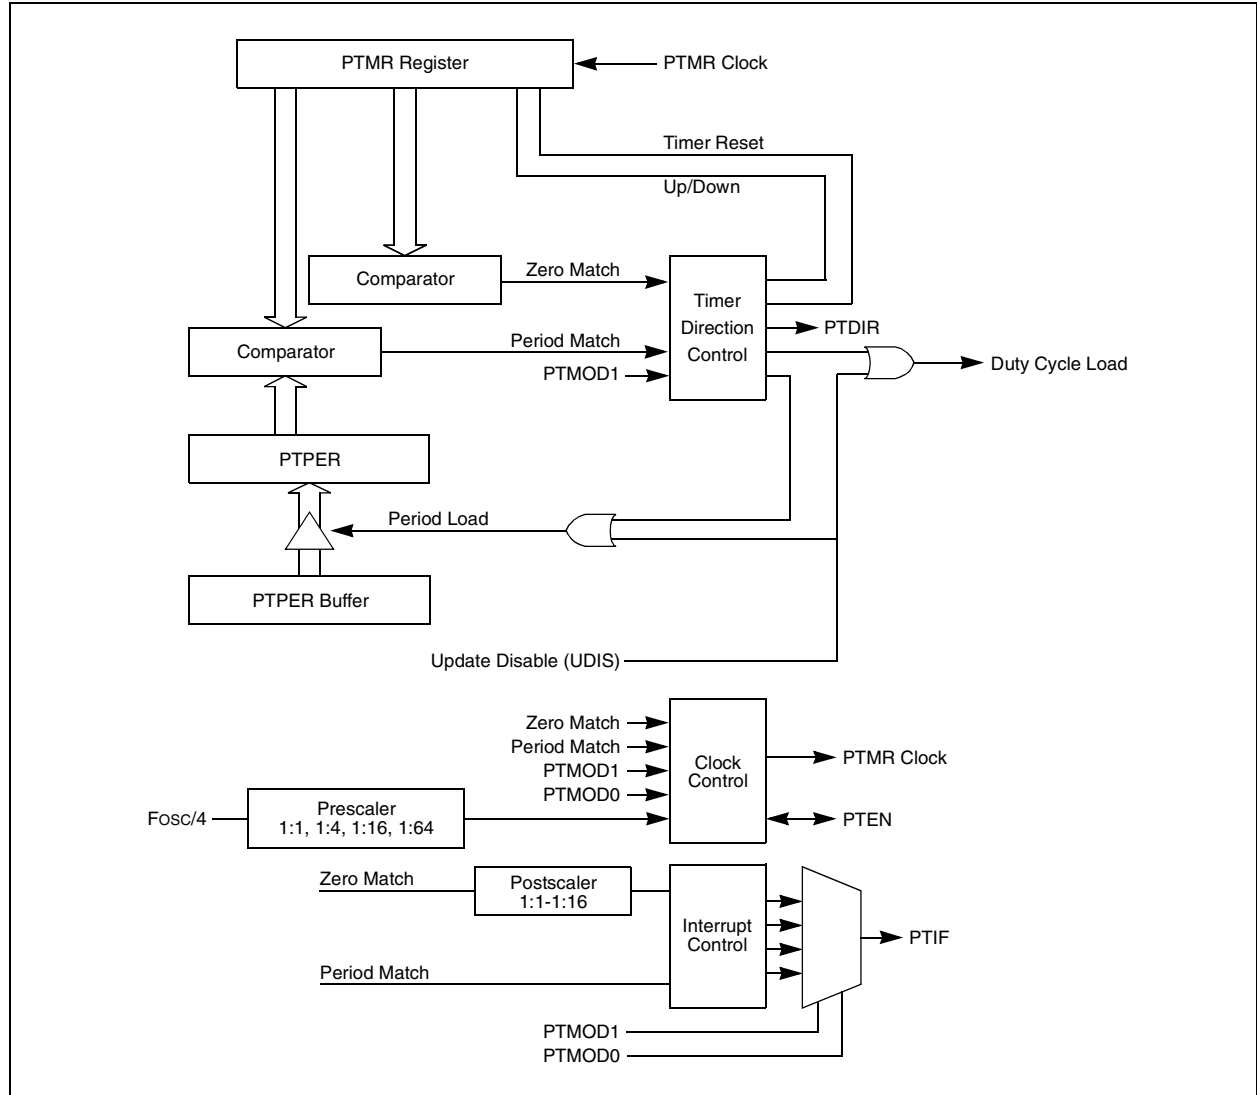 PTMR Register
PTMR Clock
Timer Reset
Up/Down
Comparator
Zero Match
Timer
Direction
Control
PTDIR
Comparator
Period Match
PTMOD1
Duty Cycle Load
PTPER
Period Load
PTPER Buffer
Update Disable (UDIS)
Zero Match
Period Match
PTMOD1
PTMOD0
Clock
Control
PTMR Clock
PTEN
FOSC/4
Prescaler
1:1, 1:4, 1:16, 1:64
Zero Match
Postscaler
1:1-1:16
Interrupt
Control
PTIF
Period Match
PTMOD1
PTMOD0